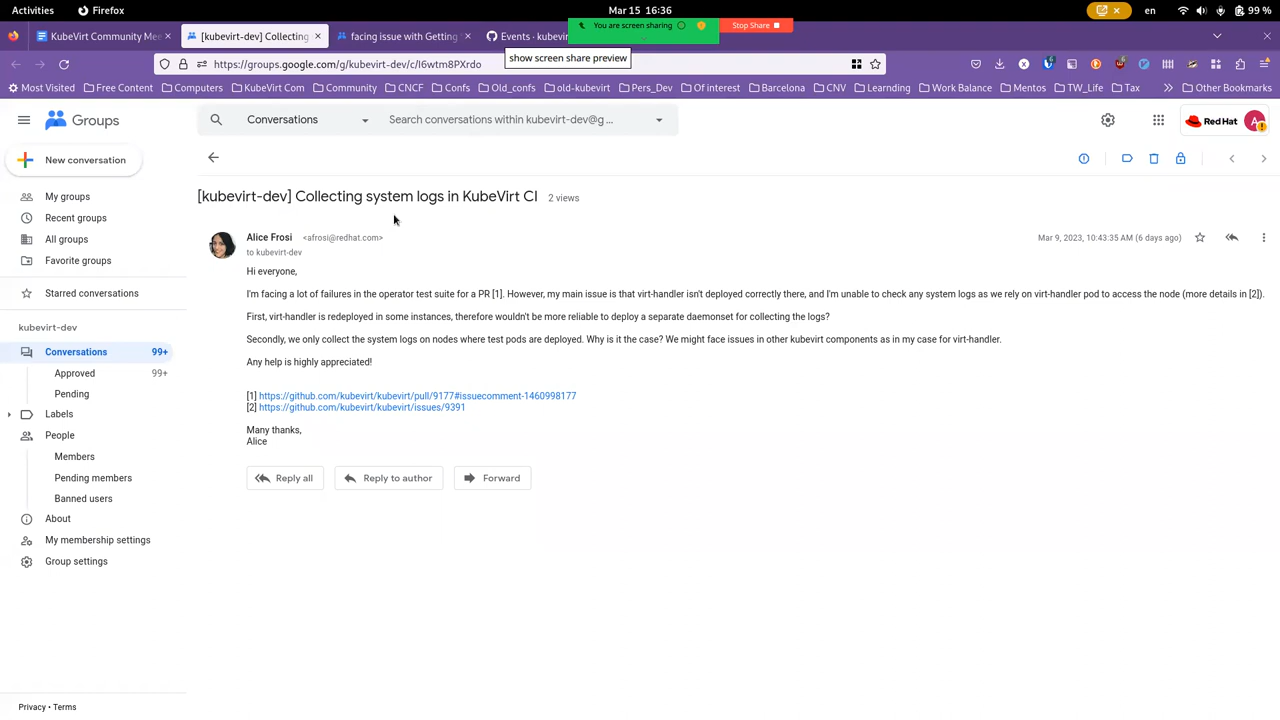 Activities
Firefox
Mar 15 16:36
en
99 %
You are screen sharing
Stop Share
KubeVirt Community Mee
[kubevirt-dev] Collecting
facing issue with Getting
Events · kubevi
show screen share preview
https://groups.google.com/g/kubevirt-dev/c/I6wtm8PXrdo
Most Visited
Free Content
Computers
KubeVirt Com
Community
CNCF
Confs
Old_confs
old-kubevirt
Pers_Dev
Of interest
Barcelona
CNV
Learnding
Work Balance
Mentos
TW_Life
Tax
Other Bookmarks
Groups
Conversations
Search conversations within kubevirt-dev@g ...
Red Hat
A
New conversation
My groups
Recent groups
All groups
Favorite groups
Starred conversations
kubevirt-dev
Conversations 99+
Approved 99+
Pending
Labels
People
Members
Pending members
Banned users
About
My membership settings
Group settings
Privacy • Terms
[kubevirt-dev] Collecting system logs in KubeVirt CI 2 views
Alice Frosi <afrosi@redhat.com>
Mar 9, 2023, 10:43:35 AM (6 days ago)
to kubevirt-dev
Hi everyone,
I'm facing a lot of failures in the operator test suite for a PR [1]. However, my main issue is that virt-handler isn't deployed correctly there, and I'm unable to check any system logs as we rely on virt-handler pod to access the node (more details in [2]).
First, virt-handler is redeployed in some instances, therefore wouldn't be more reliable to deploy a separate daemonset for collecting the logs?
Secondly, we only collect the system logs on nodes where test pods are deployed. Why is it the case? We might face issues in other kubevirt components as in my case for virt-handler.
Any help is highly appreciated!
[1] https://github.com/kubevirt/kubevirt/pull/9177#issuecomment-1460998177
[2] https://github.com/kubevirt/kubevirt/issues/9391
Many thanks,
Alice
Reply all
Reply to author
Forward